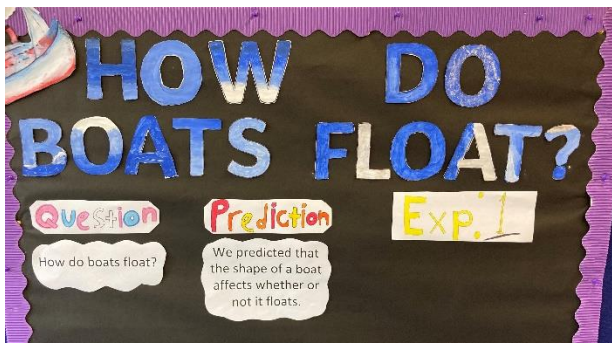 HOW DO
BOATS FLOAT?
Question
How do boats float?
Prediction
We predicted that
the shape of a boat
affects whether or
not it floats.
Exp. 1